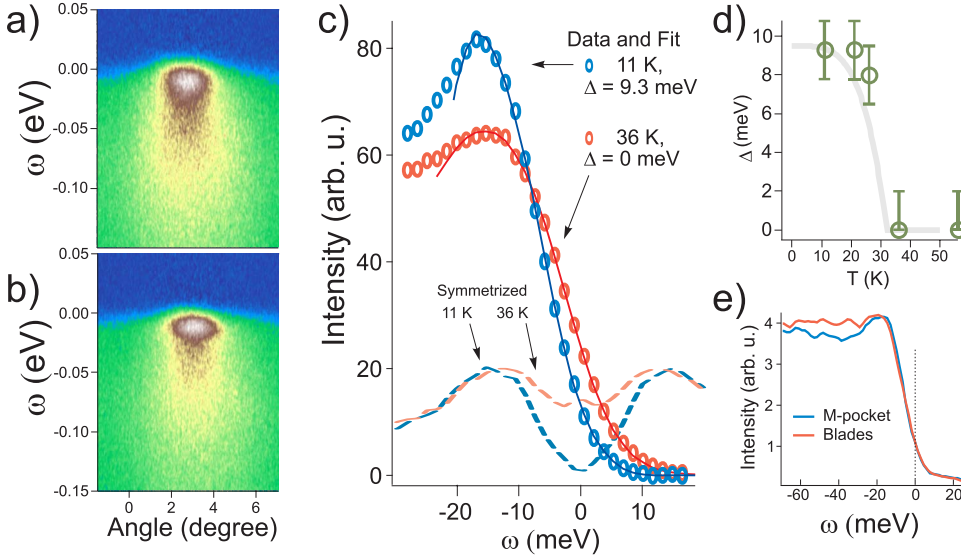 a)
0.05
0.00
-0.05
-0.10
ω (eV)
b)
0.05
0.00
-0.05
-0.10
-0.15
ω (eV)
0 2 4 6
Angle (degree)
c)
80
60
40
20
0
Intensity (arb. u.)
Data and Fit
11 K,
Δ = 9.3 meV
36 K,
Δ = 0 meV
Symmetrized
11 K 36 K
-20 -10 0 10
ω (meV)
d)
10
8
6
4
2
0
Δ (meV)
0 10 20 30 40 50
T (K)
e)
4
3
2
1
Intensity (arb. u.)
M-pocket
Blades
-60 -40 -20 0 20
ω (meV)